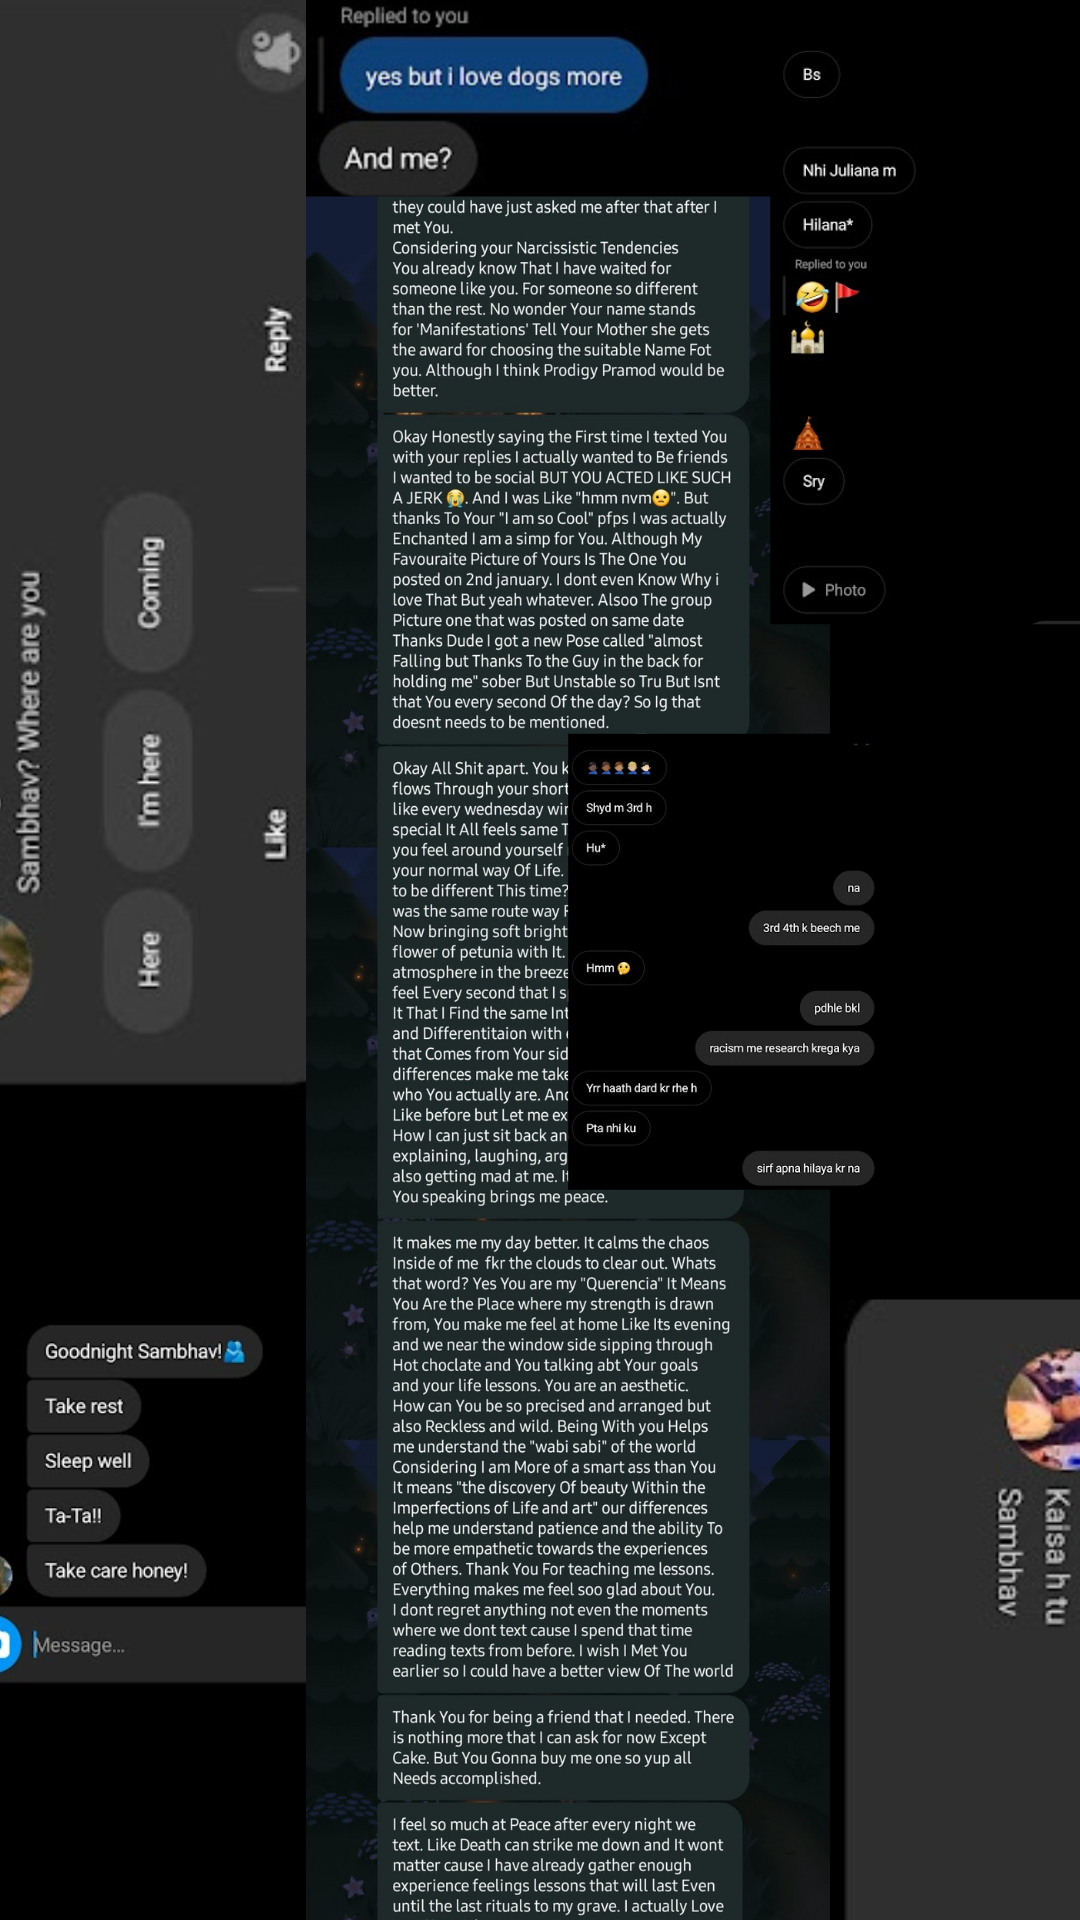 Sambhav? Where are you
Here
I'm here
Coming
Like
Reply
Goodnight Sambhav!🫂
Take rest
Sleep well
Ta-Ta!!
Take care honey!
Message...
Replied to you
yes but i love dogs more
And me?
they could have just asked me after that after I
met You.
Considering your Narcissistic Tendencies
You already know That I have waited for
someone like you. For someone so different
than the rest. No wonder Your name stands
for 'Manifestations' Tell Your Mother she gets
the award for choosing the suitable Name Fot
you. Although I think Prodigy Pramod would be
better.
Okay Honestly saying the First time I texted You
with your replies I actually wanted to Be friends
I wanted to be social BUT YOU ACTED LIKE SUCH
A JERK 😭. And I was Like "hmm nvm😕". But
thanks To Your "I am so Cool" pfps I was actually
Enchanted I am a simp for You. Although My
Favouraite Picture of Yours Is The One You
posted on 2nd january. I dont even Know Why i
love That But yeah whatever. Alsoo The group
Picture one that was posted on same date
Thanks Dude I got a new Pose called "almost
Falling but Thanks To the Guy in the back for
holding me" sober But Unstable so Tru But Isnt
that You every second Of the day? So Ig that
doesnt needs to be mentioned.
Okay All Shit apart. You k
flows Through your short
like every wednesday wir
special It All feels same T
you feel around yourself
your normal way Of Life.
to be different This time?
was the same route way F
Now bringing soft bright
flower of petunia with It.
atmosphere in the breeze
feel Every second that I s
It That I Find the same Int
and Differentitaion with
that Comes from Your sid
differences make me take
who You actually are. And
Like before but Let me ex
How I can just sit back an
explaining, laughing, arg
also getting mad at me. It
You speaking brings me peace.
It makes me my day better. It calms the chaos
Inside of me fkr the clouds to clear out. Whats
that word? Yes You are my "Querencia" It Means
You Are the Place where my strength is drawn
from, You make me feel at home Like Its evening
and we near the window side sipping through
Hot choclate and You talking abt Your goals
and your life lessons. You are an aesthetic.
How can You be so precised and arranged but
also Reckless and wild. Being With you Helps
me understand the "wabi sabi" of the world
Considering I am More of a smart ass than You
It means "the discovery Of beauty Within the
Imperfections of Life and art" our differences
help me understand patience and the ability To
be more empathetic towards the experiences
of Others. Thank You For teaching me lessons.
Everything makes me feel soo glad about You.
I dont regret anything not even the moments
where we dont text cause I spend that time
reading texts from before. I wish I Met You
earlier so I could have a better view Of The world
Thank You for being a friend that I needed. There
is nothing more that I can ask for now Except
Cake. But You Gonna buy me one so yup all
Needs accomplished.
I feel so much at Peace after every night we
text. Like Death can strike me down and It wont
matter cause I have already gather enough
experience feelings lessons that will last Even
until the last rituals to my grave. I actually Love
Bs
Nhi Juliana m
Hilana*
Replied to you
🤣🚩
🕌
🛕
Sry
Photo
Shyd m 3rd h
Hu*
na
3rd 4th k beech me
Hmm 🤔
pdhle bkl
racism me research krega kya
Yrr haath dard kr rhe h
Pta nhi ku
sirf apna hilaya kr na
Kaisa h tu
Sambhav